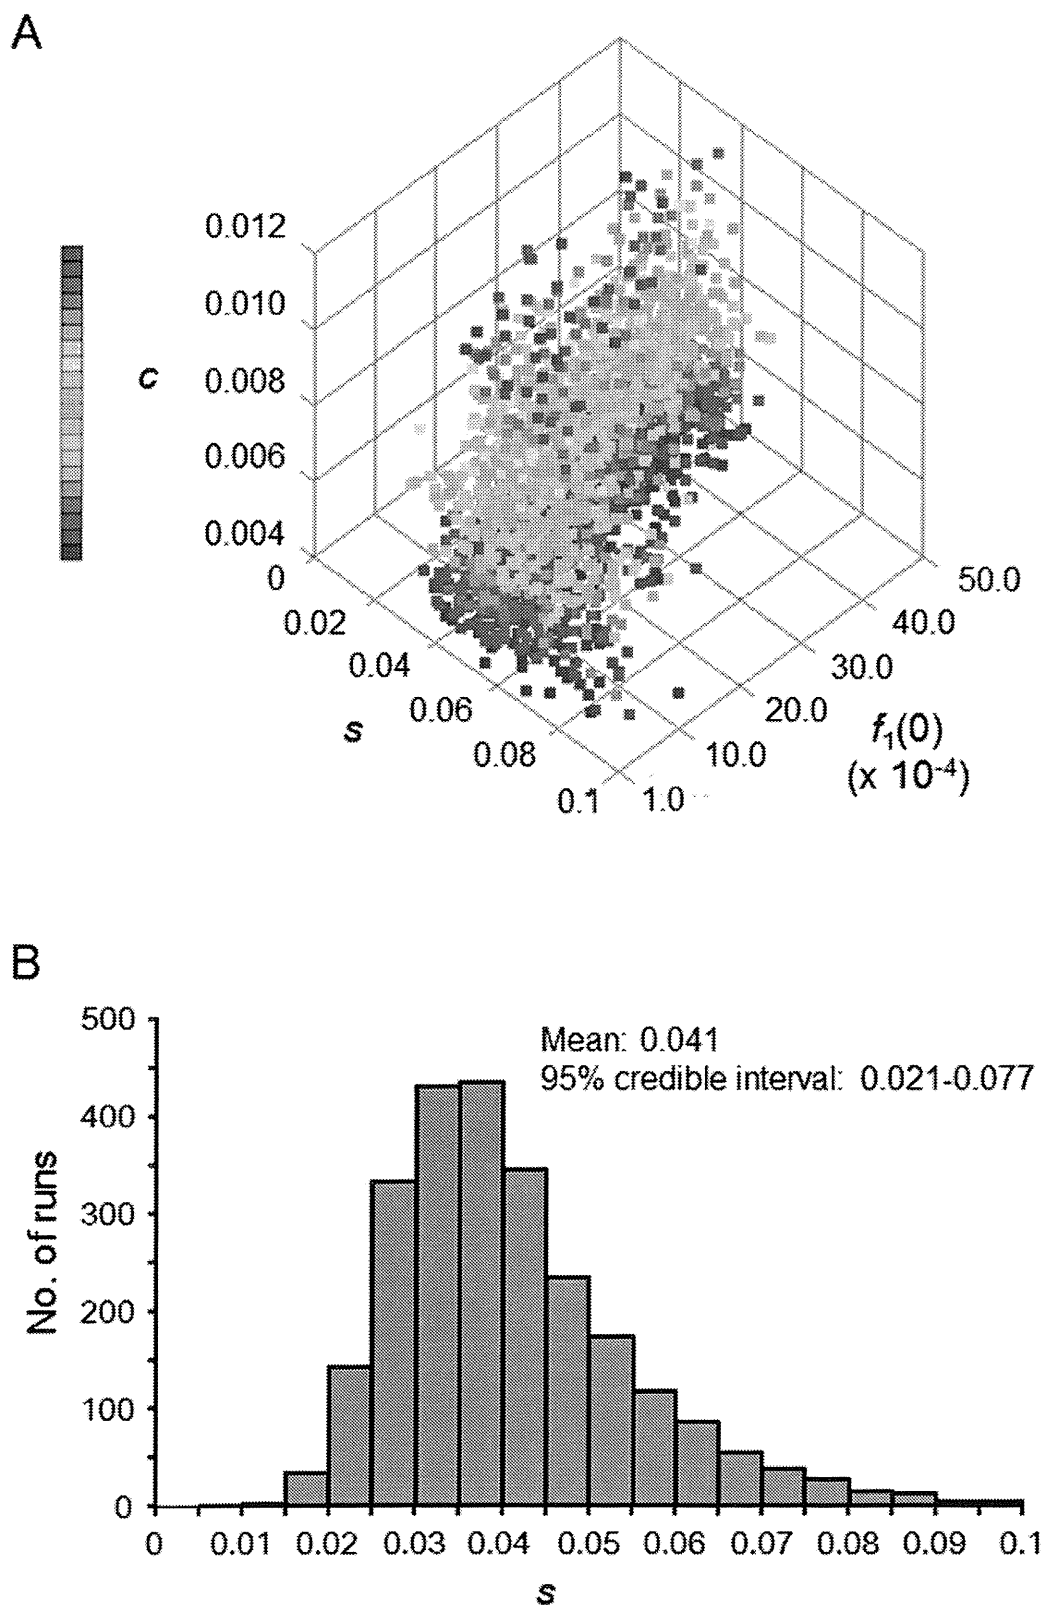 A
0.012
0.010
c
0.008
0.006
0.004
0
0.02
0.04
0.06
s
0.08
0.1
1.0
10.0
20.0
30.0
40.0
50.0
f₁(0)
(x 10⁻⁴)
B
500
400
300
200
100
0
No. of runs
Mean: 0.041
95% credible interval: 0.021-0.077
0 0.01 0.02 0.03 0.04 0.05 0.06 0.07 0.08 0.09 0.1
s